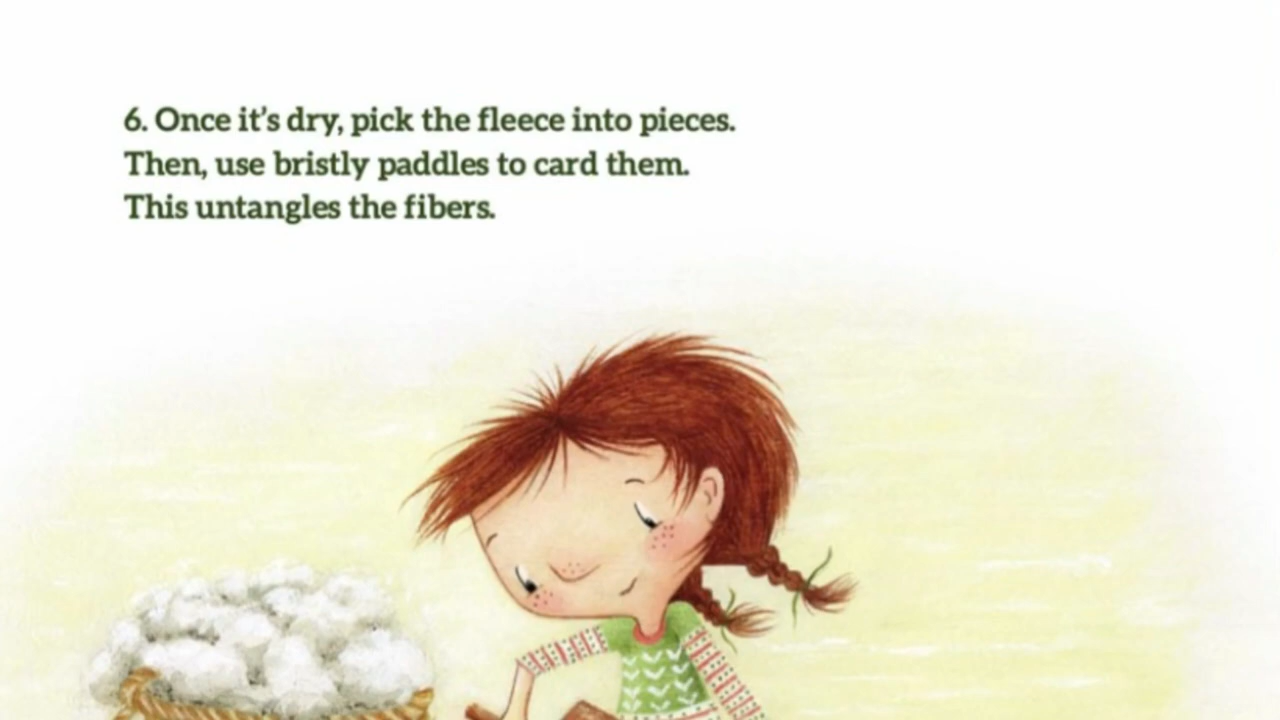 6. Once it's dry, pick the fleece into pieces.
Then, use bristly paddles to card them.
This untangles the fibers.